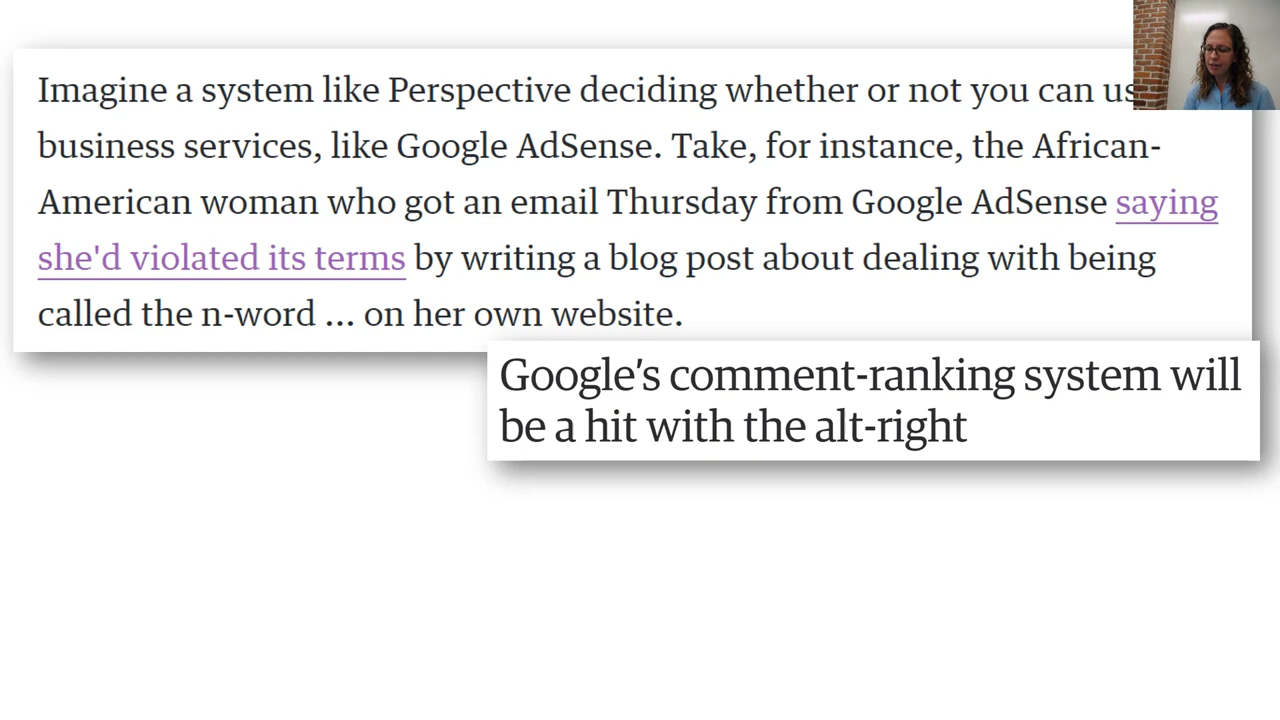 Imagine a system like Perspective deciding whether or not you can us
business services, like Google AdSense. Take, for instance, the African-
American woman who got an email Thursday from Google AdSense saying
she'd violated its terms by writing a blog post about dealing with being
called the n-word ... on her own website.
Google’s comment-ranking system will
be a hit with the alt-right